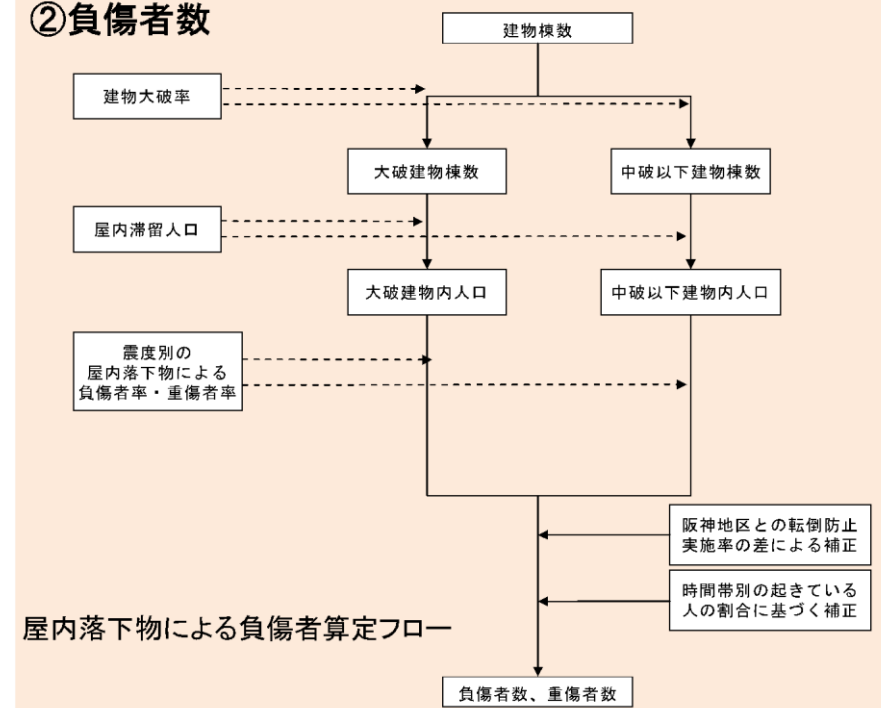 ②負傷者数
建物棟数
建物大破率
大破建物棟数
中破以下建物棟数
屋内滞留人口
大破建物内人口
中破以下建物内人口
震度別の
屋内落下物による
負傷者率・重傷者率
阪神地区との転倒防止
実施率の差による補正
時間帯別の起きている
人の割合に基づく補正
屋内落下物による負傷者算定フロー
負傷者数、重傷者数